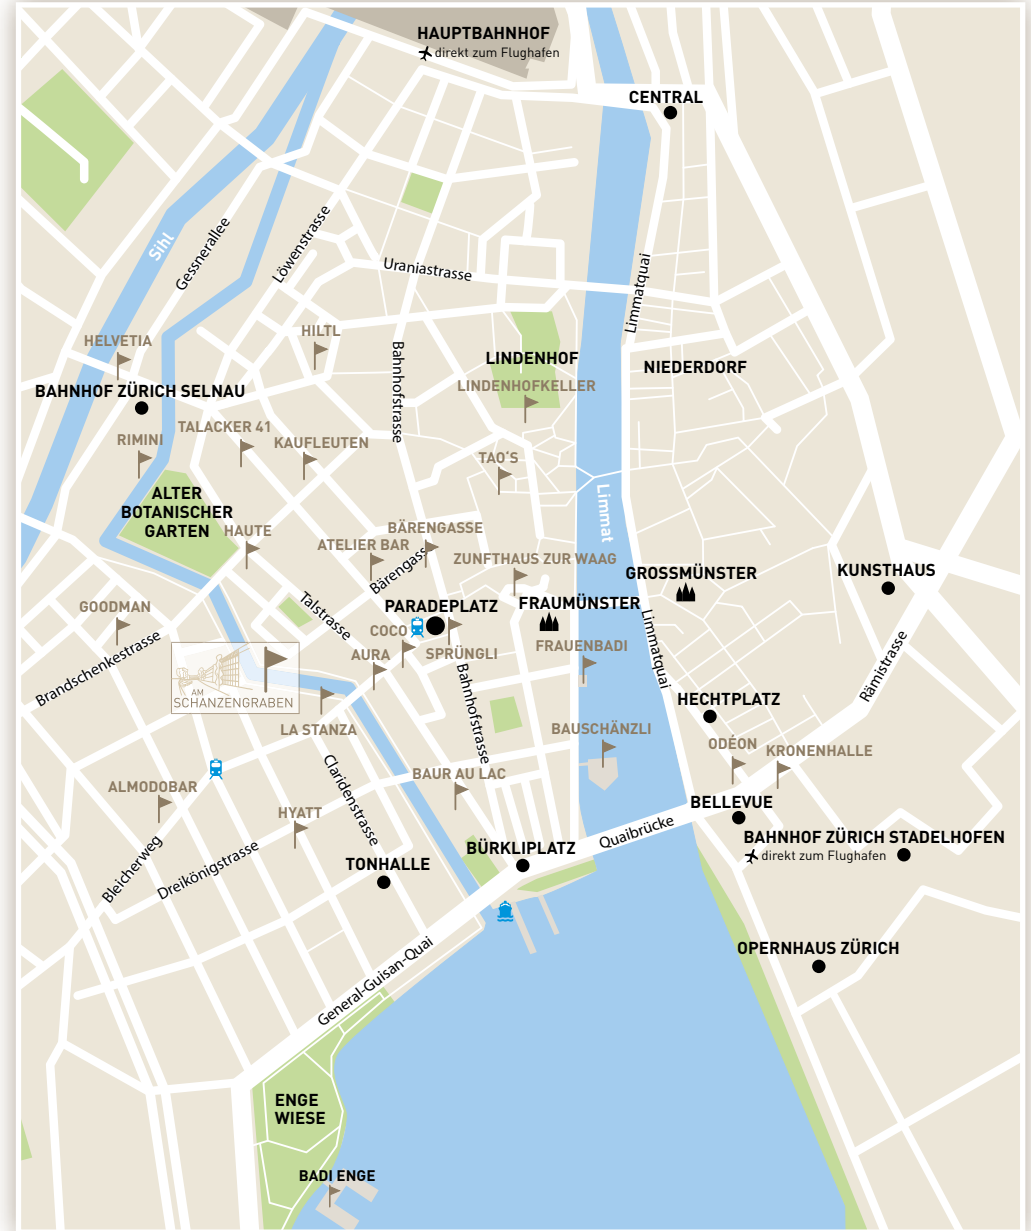 HAUPTBAHNHOF
direkt zum Flughafen
CENTRAL
Sihl
Gessnerallee
Löwenstrasse
Uraniastrasse
Limmatquai
HELVETIA
HILTL
Bahnhofstrasse
LINDENHOF
NIEDERDORF
LINDENHOFKELLER
BAHNHOF ZÜRICH SELNAU
TALACKER 41
RIMINI
KAUFLEUTEN
TAO'S
ALTER
BOTANISCHER
GARTEN
Limmat
HAUTE
BÄRENGASSE
ATELIER BAR
Bärengass
ZUNFTHAUS ZUR WAAG
GROSSMÜNSTER
KUNSTHAUS
GOODMAN
Talstrasse
PARADEPLATZ
FRAUMÜNSTER
COCO
Limmatquai
Brandschenkestrasse
AURA
SPRÜNGLI
FRAUENBADI
Rämistrasse
AM
SCHANZENGRABEN
Bahnhofstrasse
HECHTPLATZ
LA STANZA
BAUSCHÄNZLI
ODÉON
KRONENHALLE
Claridenstrasse
BAUR AU LAC
ALMODOBAR
HYATT
BELLEVUE
Quaibrücke
BAHNHOF ZÜRICH STADELHOFEN
direkt zum Flughafen
BÜRKLIPLATZ
Bleicherweg
Dreikönigstrasse
TONHALLE
General-Guisan-Quai
OPERNHAUS ZÜRICH
ENGE
WIESE
BADI ENGE